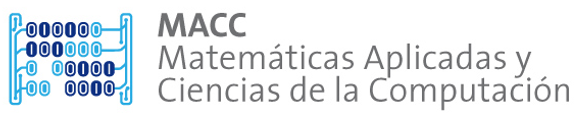 MACC
Matemáticas Aplicadas y
Ciencias de la Computación